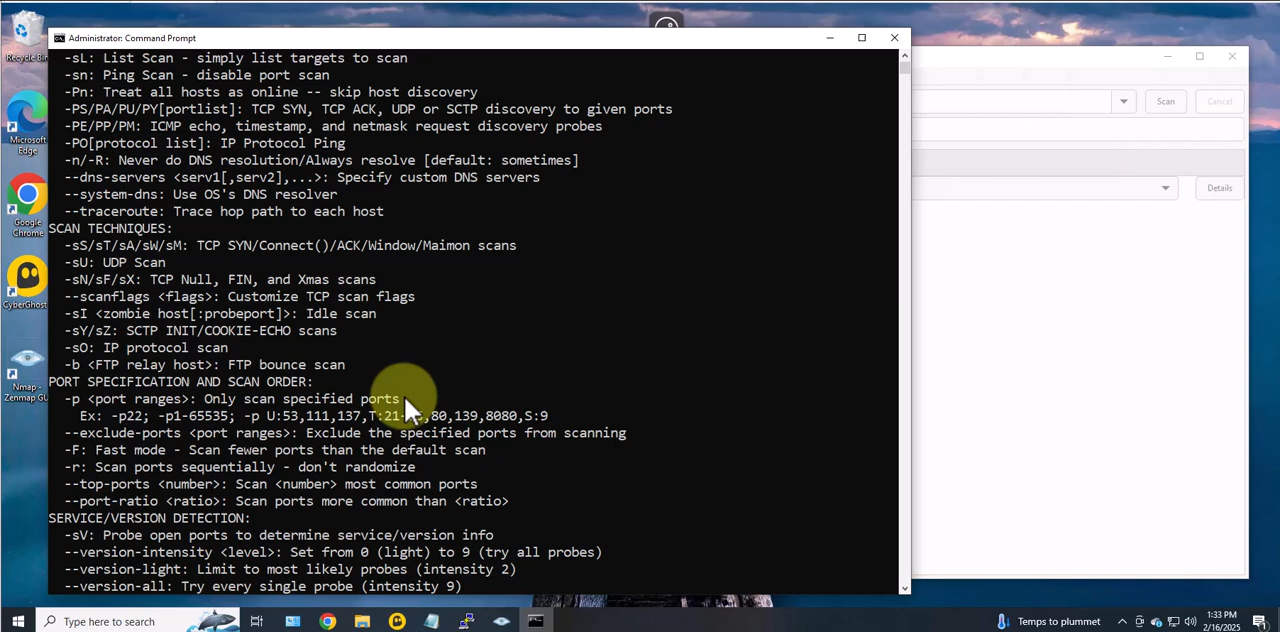 Administrator: Command Prompt
-sL: List Scan - simply list targets to scan
-sn: Ping Scan - disable port scan
-Pn: Treat all hosts as online -- skip host discovery
-PS/PA/PU/PY[portlist]: TCP SYN, TCP ACK, UDP or SCTP discovery to given ports
-PE/PP/PM: ICMP echo, timestamp, and netmask request discovery probes
-PO[protocol list]: IP Protocol Ping
-n/-R: Never do DNS resolution/Always resolve [default: sometimes]
--dns-servers <serv1[,serv2],...>: Specify custom DNS servers
--system-dns: Use OS's DNS resolver
--traceroute: Trace hop path to each host
SCAN TECHNIQUES:
-sS/sT/sA/sW/sM: TCP SYN/Connect()/ACK/Window/Maimon scans
-sU: UDP Scan
-sN/sF/sX: TCP Null, FIN, and Xmas scans
--scanflags <flags>: Customize TCP scan flags
-sI <zombie host[:probeport]>: Idle scan
-sY/sZ: SCTP INIT/COOKIE-ECHO scans
-sO: IP protocol scan
-b <FTP relay host>: FTP bounce scan
PORT SPECIFICATION AND SCAN ORDER:
-p <port ranges>: Only scan specified ports
Ex: -p22; -p1-65535; -p U:53,111,137,T:21- ,80,139,8080,S:9
--exclude-ports <port ranges>: Exclude the specified ports from scanning
-F: Fast mode - Scan fewer ports than the default scan
-r: Scan ports sequentially - don't randomize
--top-ports <number>: Scan <number> most common ports
--port-ratio <ratio>: Scan ports more common than <ratio>
SERVICE/VERSION DETECTION:
-sV: Probe open ports to determine service/version info
--version-intensity <level>: Set from 0 (light) to 9 (try all probes)
--version-light: Limit to most likely probes (intensity 2)
--version-all: Try every single probe (intensity 9)
Scan
Cancel
Details
Recycle Bin
Microsoft
Edge
Google
Chrome
CyberGhost
Nmap -
Zenmap GUI
Type here to search
Temps to plummet
1:33 PM
2/16/2025